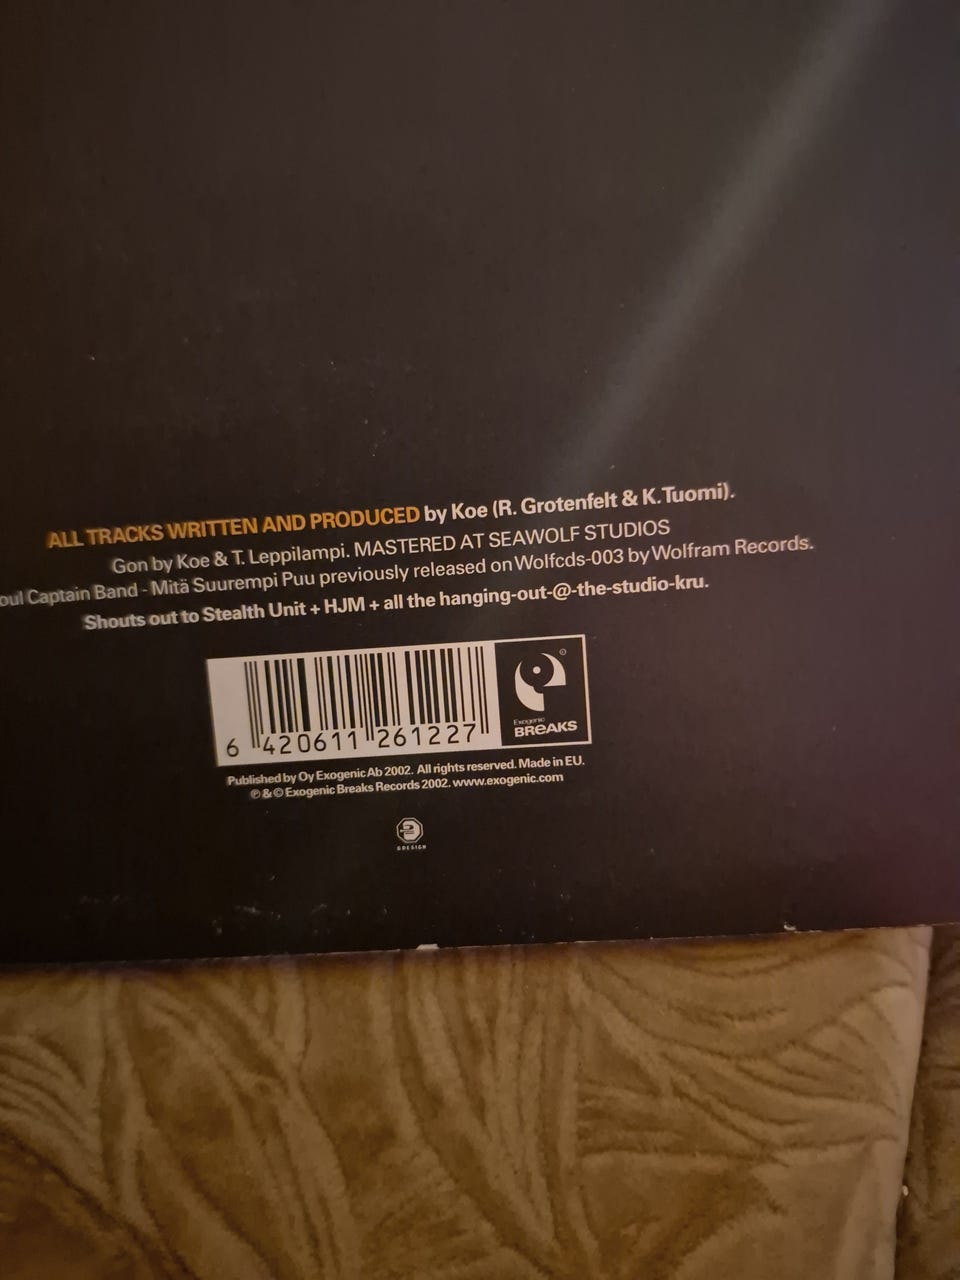 ALL TRACKS WRITTEN AND PRODUCED by Koe (R. Grotenfelt & K.Tuomi).
Gon by Koe & T. Leppilampi. MASTERED AT SEAWOLF STUDIOS
oul Captain Band - Mitä Suurempi Puu previously released on Wolfcds-003 by Wolfram Records.
Shouts out to Stealth Unit + HJM + all the hanging-out-@-the-studio-kru.
6 420611 261227
Exogenic
BREAKS
Published by Oy Exogenic Ab 2002. All rights reserved. Made in EU.
℗ & © Exogenic Breaks Records 2002. www.exogenic.com